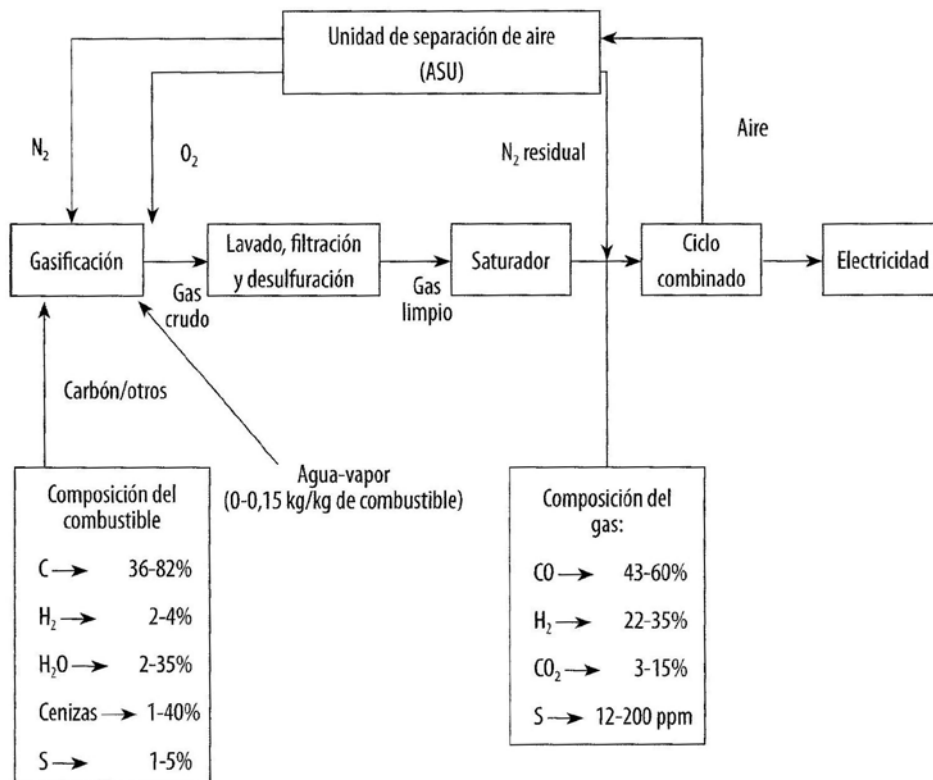 Unidad de separación de aire
(ASU)
N₂
O₂
N₂ residual
Aire
Gasificación
Lavado, filtración
y desulfuración
Saturador
Ciclo
combinado
Electricidad
Gas
crudo
Gas
limpio
Carbón/otros
Agua-vapor
(0-0,15 kg/kg de combustible)
Composición del
combustible
C → 36-82%
H₂ → 2-4%
H₂O → 2-35%
Cenizas → 1-40%
S → 1-5%
Composición del
gas:
CO → 43-60%
H₂ → 22-35%
CO₂ → 3-15%
S → 12-200 ppm